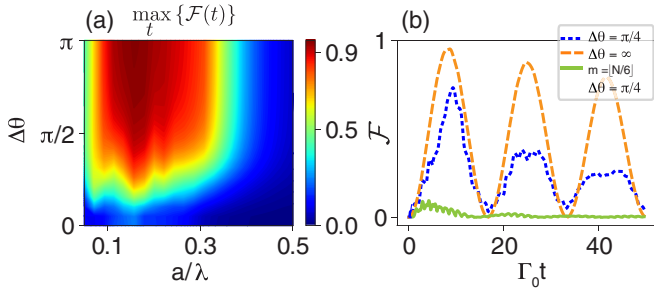 (a) max {F(t)}
t
π
Δθ
π/2
0
0.1 0.3 0.5
a/λ
0.9
0.5
0.0
(b)
1
F
0
0 20 40
Γ₀t
Δθ = π/4
Δθ = ∞
m =⌊N/6⌋
Δθ = π/4